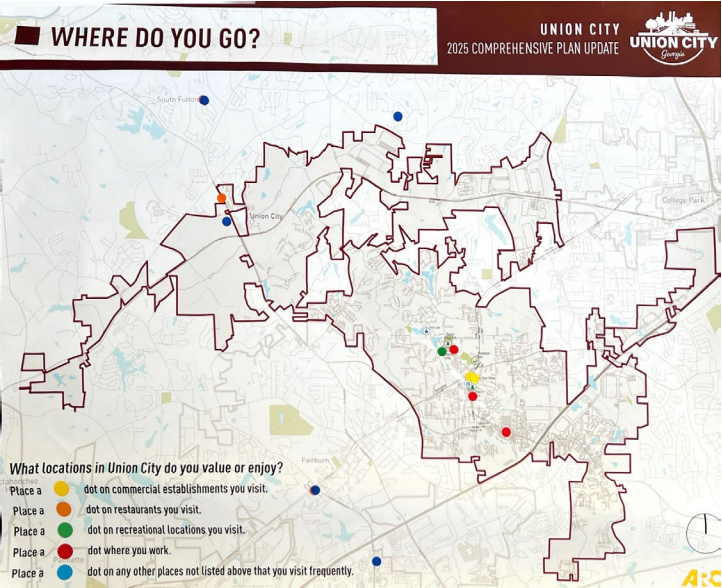 WHERE DO YOU GO?
UNION CITY
2025 COMPREHENSIVE PLAN UPDATE
UNION CITY
Georgia
South Fulton
College Park
Union City
Fairburn
Palmetto
What locations in Union City do you value or enjoy?
Place a dot on commercial establishments you visit.
Place a dot on restaurants you visit.
Place a dot on recreational locations you visit.
Place a dot where you work.
Place a dot on any other places not listed above that you visit frequently.